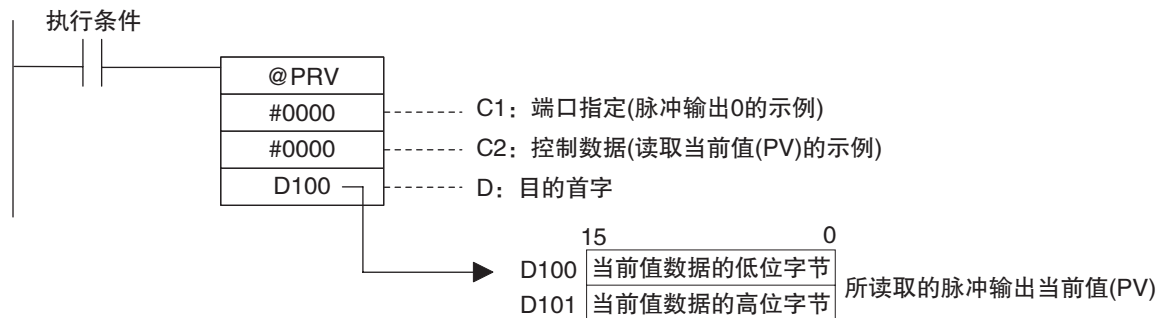 执行条件
@PRV
#0000 C1：端口指定(脉冲输出0的示例)
#0000 C2：控制数据(读取当前值(PV)的示例)
D100 D：目的首字
15 0
D100 当前值数据的低位字节
D101 当前值数据的高位字节
所读取的脉冲输出当前值(PV)